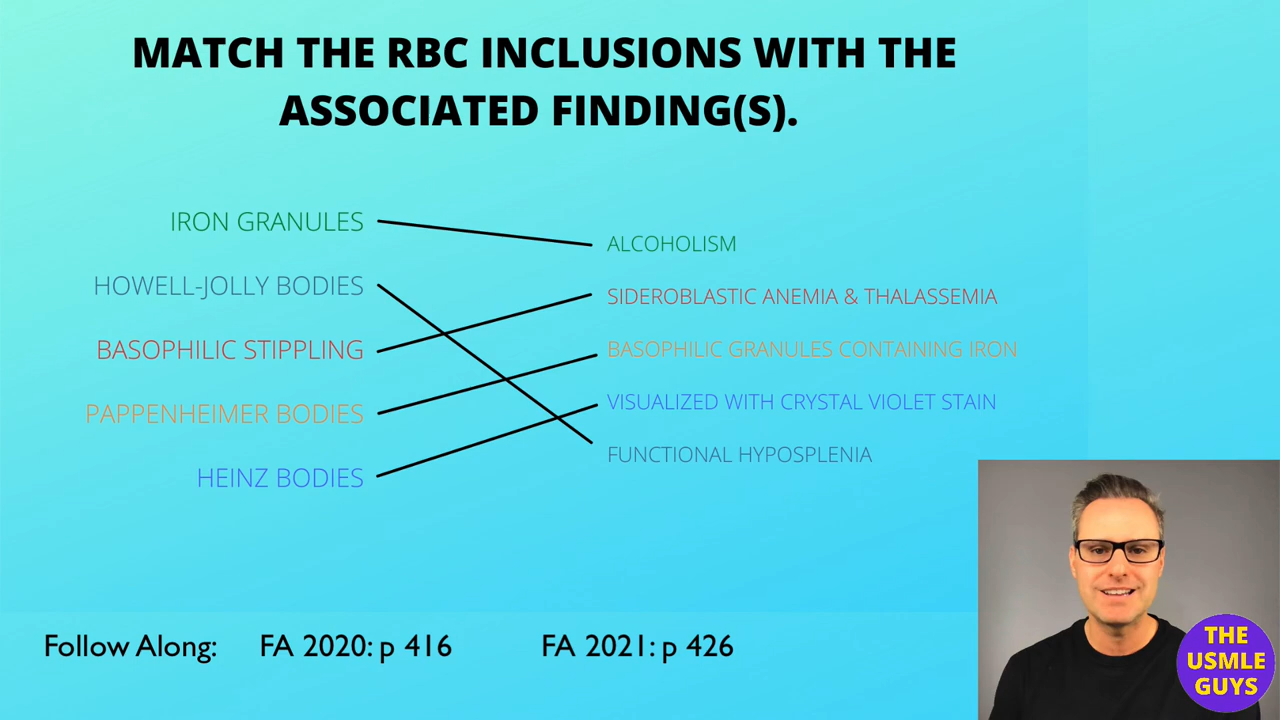 MATCH THE RBC INCLUSIONS WITH THE
ASSOCIATED FINDING(S).
IRON GRANULES
HOWELL-JOLLY BODIES
BASOPHILIC STIPPLING
PAPPENHEIMER BODIES
HEINZ BODIES
ALCOHOLISM
SIDEROBLASTIC ANEMIA & THALASSEMIA
BASOPHILIC GRANULES CONTAINING IRON
VISUALIZED WITH CRYSTAL VIOLET STAIN
FUNCTIONAL HYPOSPLENIA
Follow Along: FA 2020: p 416 FA 2021: p 426
THE
USMLE
GUYS